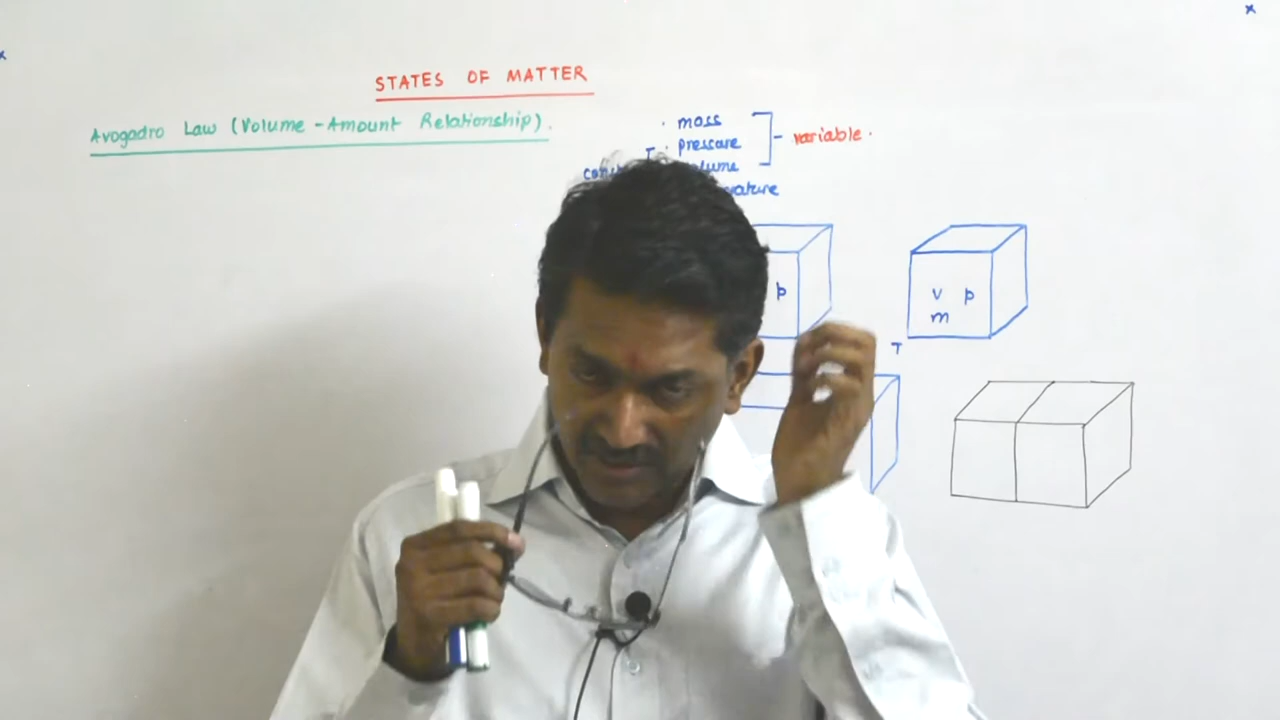 STATES OF MATTER
Avogadro Law (Volume - Amount Relationship).
· mass
· pressure
variable.
p
v p
m
T